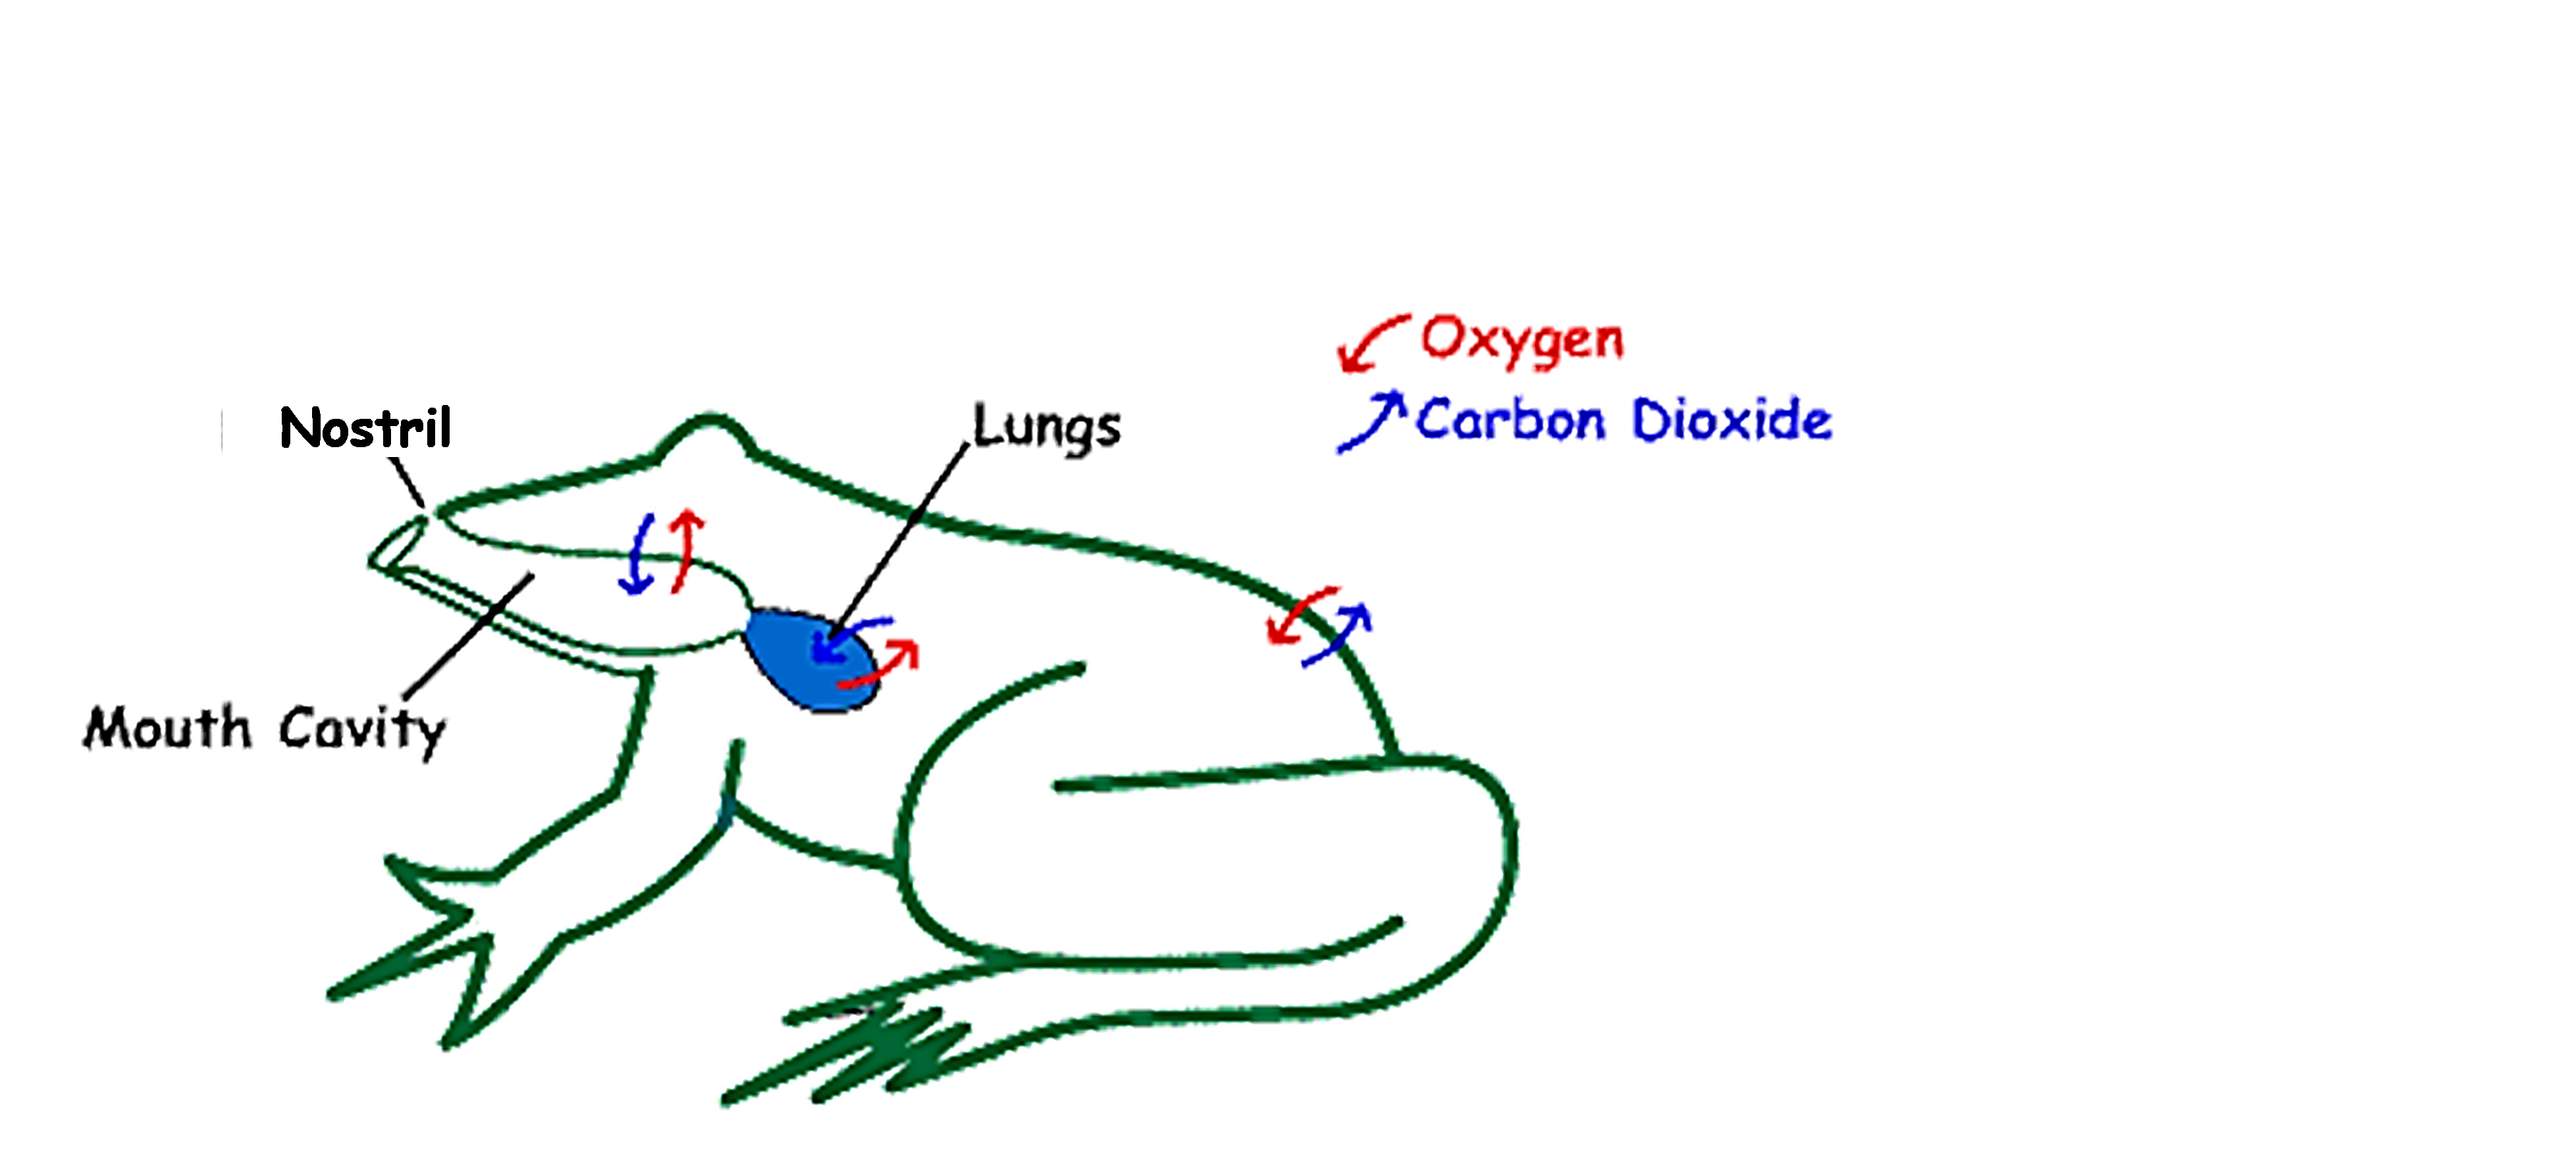 Oxygen
Carbon Dioxide
Nostril
Lungs
Mouth Cavity